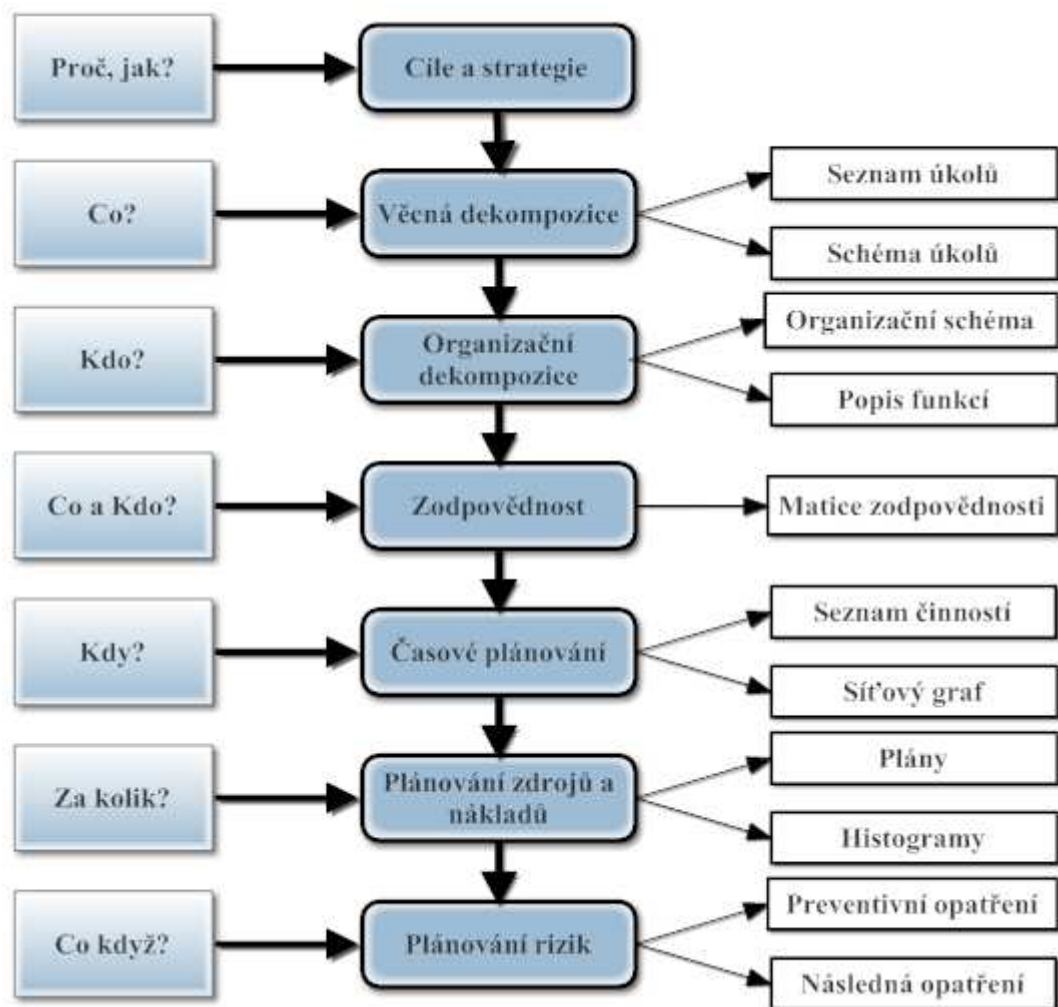 Proč, jak?
Cíle a strategie
Co?
Věcná dekompozice
Seznam úkolů
Schéma úkolů
Kdo?
Organizační
dekompozice
Organizační schéma
Popis funkcí
Co a Kdo?
Zodpovědnost
Matice zodpovědnosti
Kdy?
Časové plánování
Seznam činností
Síťový graf
Za kolik?
Plánování zdrojů a
nákladů
Plány
Histogramy
Co když?
Plánování rizik
Preventivní opatření
Následná opatření